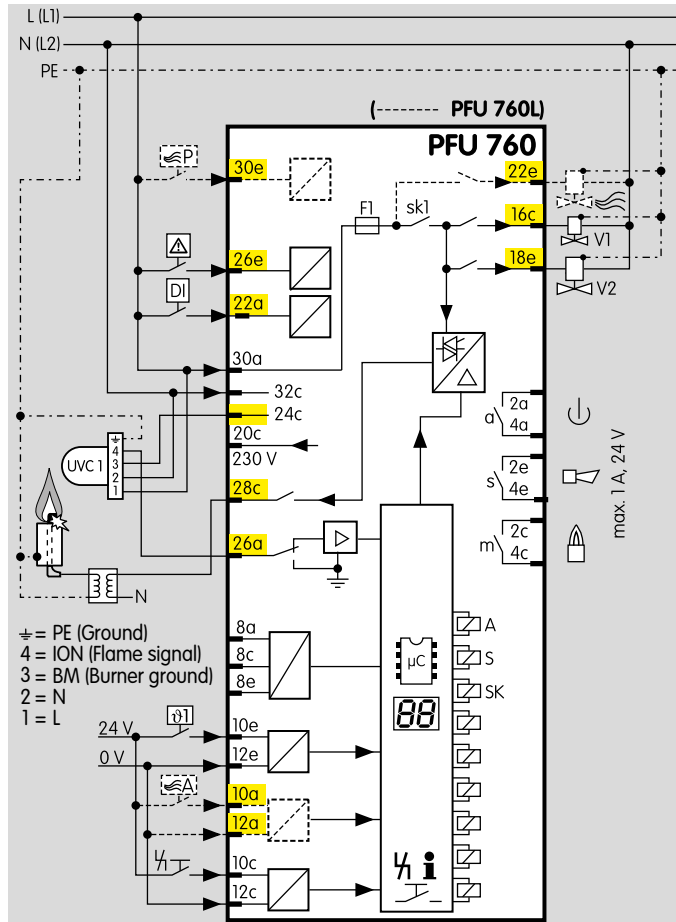 L (L1)
N (L2)
PE
(-------- PFU 760L)
PFU 760
P
30e
22e
F1
sk1
16c
V1
26e
18e
DI
22a
V2
30a
32c
24c
2a
a
4a
20c
230 V
UVC 1
4
3
2
1
28c
2e
s
4e
max. 1 A, 24 V
26a
2c
m
4c
N
⏚ = PE (Ground)
4 = ION (Flame signal)
3 = BM (Burner ground)
2 = N
1 = L
8a
8c
8e
A
µC
S
SK
88
ϑ1
24 V
10e
0 V
12e
A
10a
12a
10c
i
12c